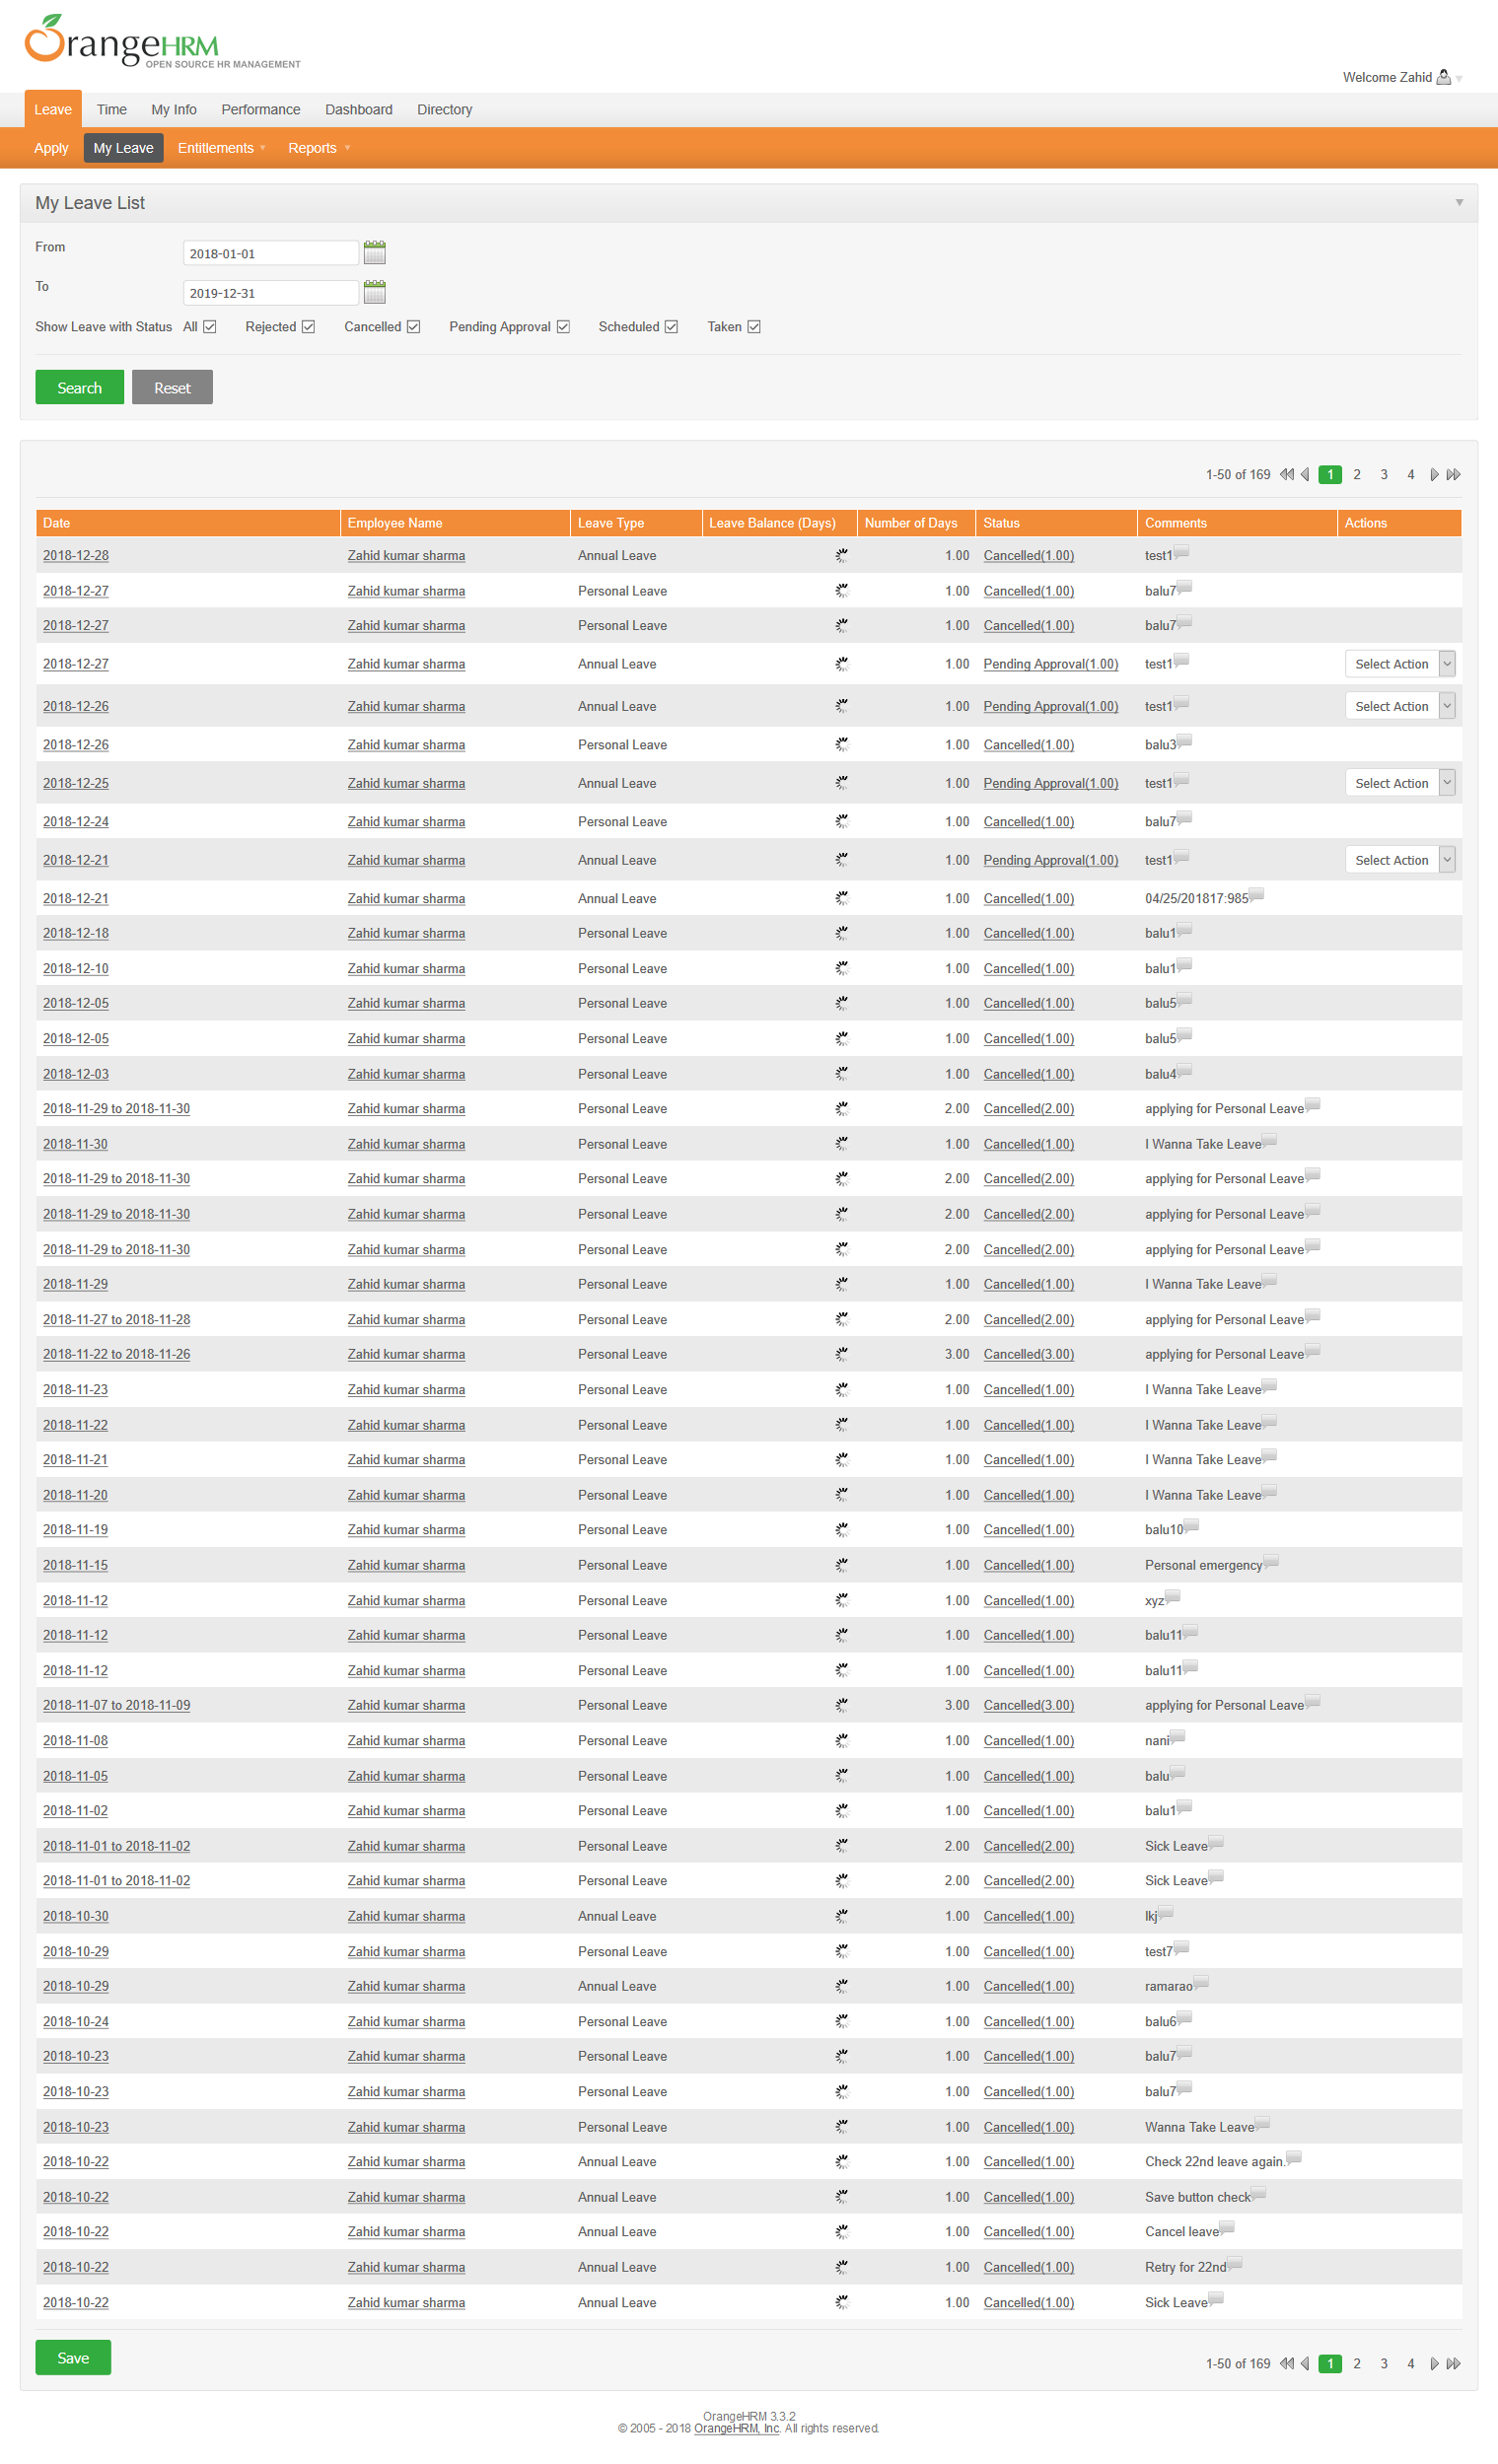 OrangeHRM
OPEN SOURCE HR MANAGEMENT
Welcome Zahid
Leave Time My Info Performance Dashboard Directory
Apply My Leave Entitlements Reports
My Leave List
From 2018-01-01
To 2019-12-31
Show Leave with Status All Rejected Cancelled Pending Approval Scheduled Taken
Search Reset
1-50 of 169 1 2 3 4
Date Employee Name Leave Type Leave Balance (Days) Number of Days Status Comments Actions
2018-12-28 Zahid kumar sharma Annual Leave 1.00 Cancelled(1.00) test1
2018-12-27 Zahid kumar sharma Personal Leave 1.00 Cancelled(1.00) balu7
2018-12-27 Zahid kumar sharma Personal Leave 1.00 Cancelled(1.00) balu7
2018-12-27 Zahid kumar sharma Annual Leave 1.00 Pending Approval(1.00) test1 Select Action
2018-12-26 Zahid kumar sharma Annual Leave 1.00 Pending Approval(1.00) test1 Select Action
2018-12-26 Zahid kumar sharma Personal Leave 1.00 Cancelled(1.00) balu3
2018-12-25 Zahid kumar sharma Annual Leave 1.00 Pending Approval(1.00) test1 Select Action
2018-12-24 Zahid kumar sharma Personal Leave 1.00 Cancelled(1.00) balu7
2018-12-21 Zahid kumar sharma Annual Leave 1.00 Pending Approval(1.00) test1 Select Action
2018-12-21 Zahid kumar sharma Annual Leave 1.00 Cancelled(1.00) 04/25/201817:985
2018-12-18 Zahid kumar sharma Personal Leave 1.00 Cancelled(1.00) balu1
2018-12-10 Zahid kumar sharma Personal Leave 1.00 Cancelled(1.00) balu1
2018-12-05 Zahid kumar sharma Personal Leave 1.00 Cancelled(1.00) balu5
2018-12-05 Zahid kumar sharma Personal Leave 1.00 Cancelled(1.00) balu5
2018-12-03 Zahid kumar sharma Personal Leave 1.00 Cancelled(1.00) balu4
2018-11-29 to 2018-11-30 Zahid kumar sharma Personal Leave 2.00 Cancelled(2.00) applying for Personal Leave
2018-11-30 Zahid kumar sharma Personal Leave 1.00 Cancelled(1.00) I Wanna Take Leave
2018-11-29 to 2018-11-30 Zahid kumar sharma Personal Leave 2.00 Cancelled(2.00) applying for Personal Leave
2018-11-29 to 2018-11-30 Zahid kumar sharma Personal Leave 2.00 Cancelled(2.00) applying for Personal Leave
2018-11-29 to 2018-11-30 Zahid kumar sharma Personal Leave 2.00 Cancelled(2.00) applying for Personal Leave
2018-11-29 Zahid kumar sharma Personal Leave 1.00 Cancelled(1.00) I Wanna Take Leave
2018-11-27 to 2018-11-28 Zahid kumar sharma Personal Leave 2.00 Cancelled(2.00) applying for Personal Leave
2018-11-22 to 2018-11-26 Zahid kumar sharma Personal Leave 3.00 Cancelled(3.00) applying for Personal Leave
2018-11-23 Zahid kumar sharma Personal Leave 1.00 Cancelled(1.00) I Wanna Take Leave
2018-11-22 Zahid kumar sharma Personal Leave 1.00 Cancelled(1.00) I Wanna Take Leave
2018-11-21 Zahid kumar sharma Personal Leave 1.00 Cancelled(1.00) I Wanna Take Leave
2018-11-20 Zahid kumar sharma Personal Leave 1.00 Cancelled(1.00) I Wanna Take Leave
2018-11-19 Zahid kumar sharma Personal Leave 1.00 Cancelled(1.00) balu10
2018-11-15 Zahid kumar sharma Personal Leave 1.00 Cancelled(1.00) Personal emergency
2018-11-12 Zahid kumar sharma Personal Leave 1.00 Cancelled(1.00) xyz
2018-11-12 Zahid kumar sharma Personal Leave 1.00 Cancelled(1.00) balu11
2018-11-12 Zahid kumar sharma Personal Leave 1.00 Cancelled(1.00) balu11
2018-11-07 to 2018-11-09 Zahid kumar sharma Personal Leave 3.00 Cancelled(3.00) applying for Personal Leave
2018-11-08 Zahid kumar sharma Personal Leave 1.00 Cancelled(1.00) nani
2018-11-05 Zahid kumar sharma Personal Leave 1.00 Cancelled(1.00) balu
2018-11-02 Zahid kumar sharma Personal Leave 1.00 Cancelled(1.00) balu1
2018-11-01 to 2018-11-02 Zahid kumar sharma Personal Leave 2.00 Cancelled(2.00) Sick Leave
2018-11-01 to 2018-11-02 Zahid kumar sharma Personal Leave 2.00 Cancelled(2.00) Sick Leave
2018-10-30 Zahid kumar sharma Annual Leave 1.00 Cancelled(1.00) lkj
2018-10-29 Zahid kumar sharma Personal Leave 1.00 Cancelled(1.00) test7
2018-10-29 Zahid kumar sharma Annual Leave 1.00 Cancelled(1.00) ramarao
2018-10-24 Zahid kumar sharma Personal Leave 1.00 Cancelled(1.00) balu6
2018-10-23 Zahid kumar sharma Personal Leave 1.00 Cancelled(1.00) balu7
2018-10-23 Zahid kumar sharma Personal Leave 1.00 Cancelled(1.00) balu7
2018-10-23 Zahid kumar sharma Personal Leave 1.00 Cancelled(1.00) Wanna Take Leave
2018-10-22 Zahid kumar sharma Annual Leave 1.00 Cancelled(1.00) Check 22nd leave again.
2018-10-22 Zahid kumar sharma Annual Leave 1.00 Cancelled(1.00) Save button check
2018-10-22 Zahid kumar sharma Annual Leave 1.00 Cancelled(1.00) Cancel leave
2018-10-22 Zahid kumar sharma Annual Leave 1.00 Cancelled(1.00) Retry for 22nd
2018-10-22 Zahid kumar sharma Annual Leave 1.00 Cancelled(1.00) Sick Leave
Save
1-50 of 169 1 2 3 4
OrangeHRM 3.3.2
© 2005 - 2018 OrangeHRM, Inc. All rights reserved.